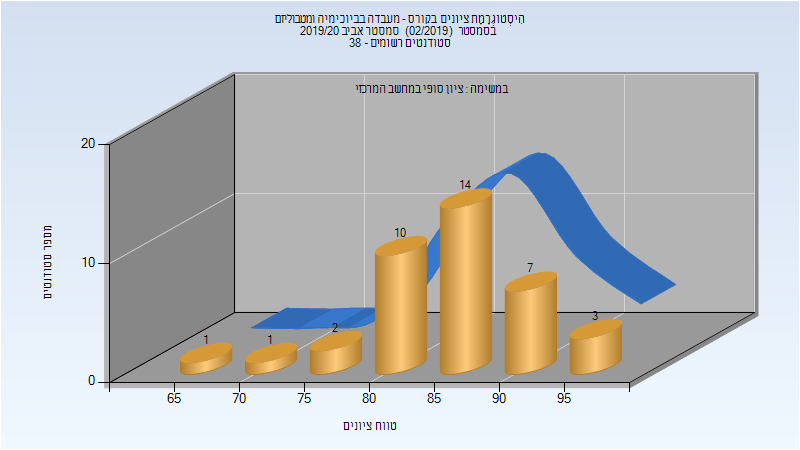 היסטוגרמת ציונים בקורס - מעבדה בביוכימיה ומטבוליזם
בסמסטר (02/2019) סמסטר אביב 2019/20
סטודנטים רשומים - 38
במשימה : ציון סופי במחשב המרכזי
20
10
0
מספר סטודנטים
1
1
2
10
14
7
3
65 70 75 80 85 90 95
טווח ציונים